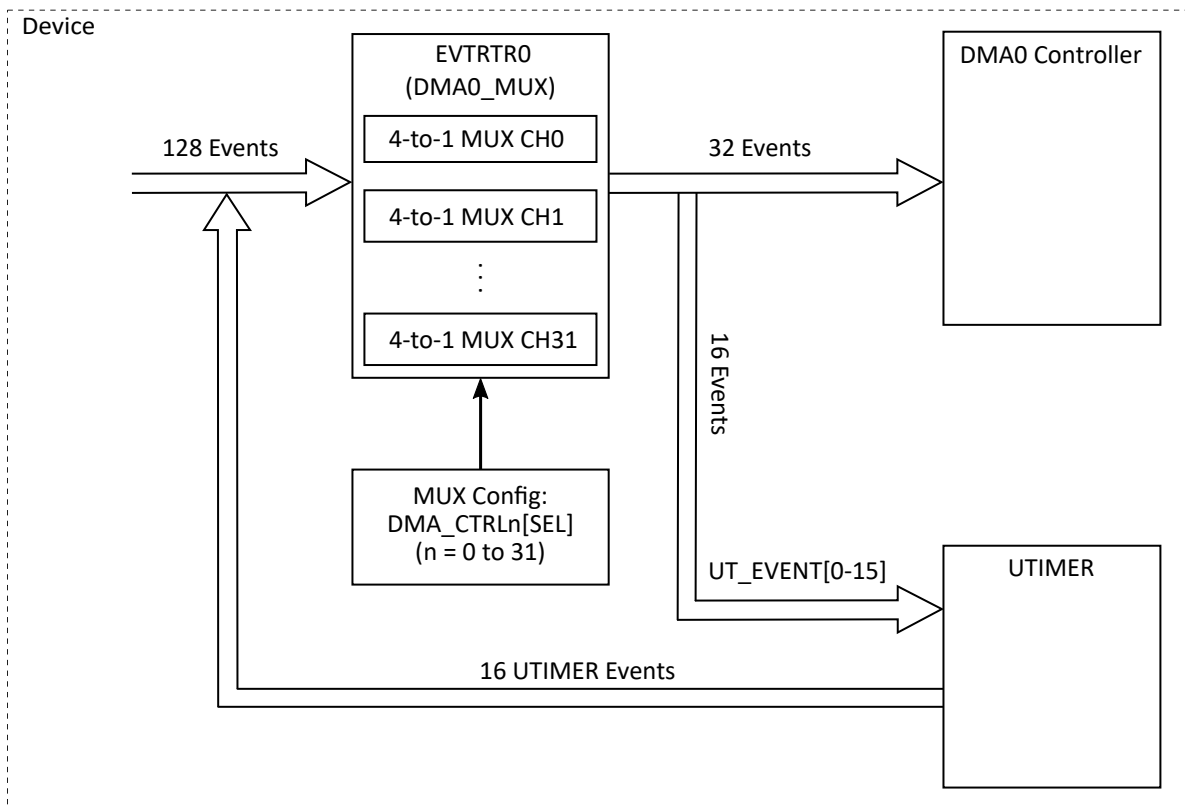 Device
EVTRTR0
(DMA0_MUX)
4-to-1 MUX CH0
4-to-1 MUX CH1
⋮
4-to-1 MUX CH31
DMA0 Controller
128 Events
32 Events
16 Events
MUX Config:
DMA_CTRLn[SEL]
(n = 0 to 31)
UT_EVENT[0-15]
UTIMER
16 UTIMER Events